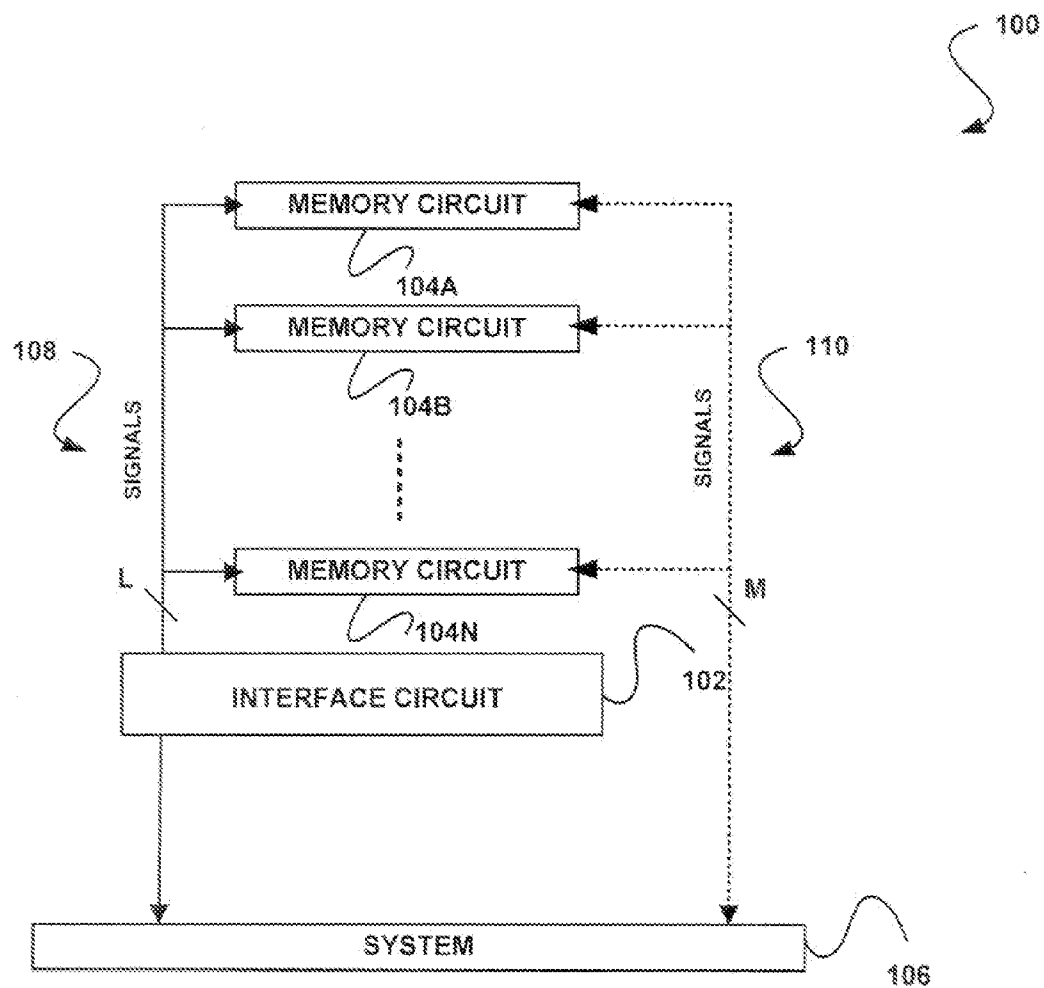 100
MEMORY CIRCUIT
104A
MEMORY CIRCUIT
104B
108
SIGNALS
110
SIGNALS
MEMORY CIRCUIT
104N
L
M
102
INTERFACE CIRCUIT
SYSTEM
106